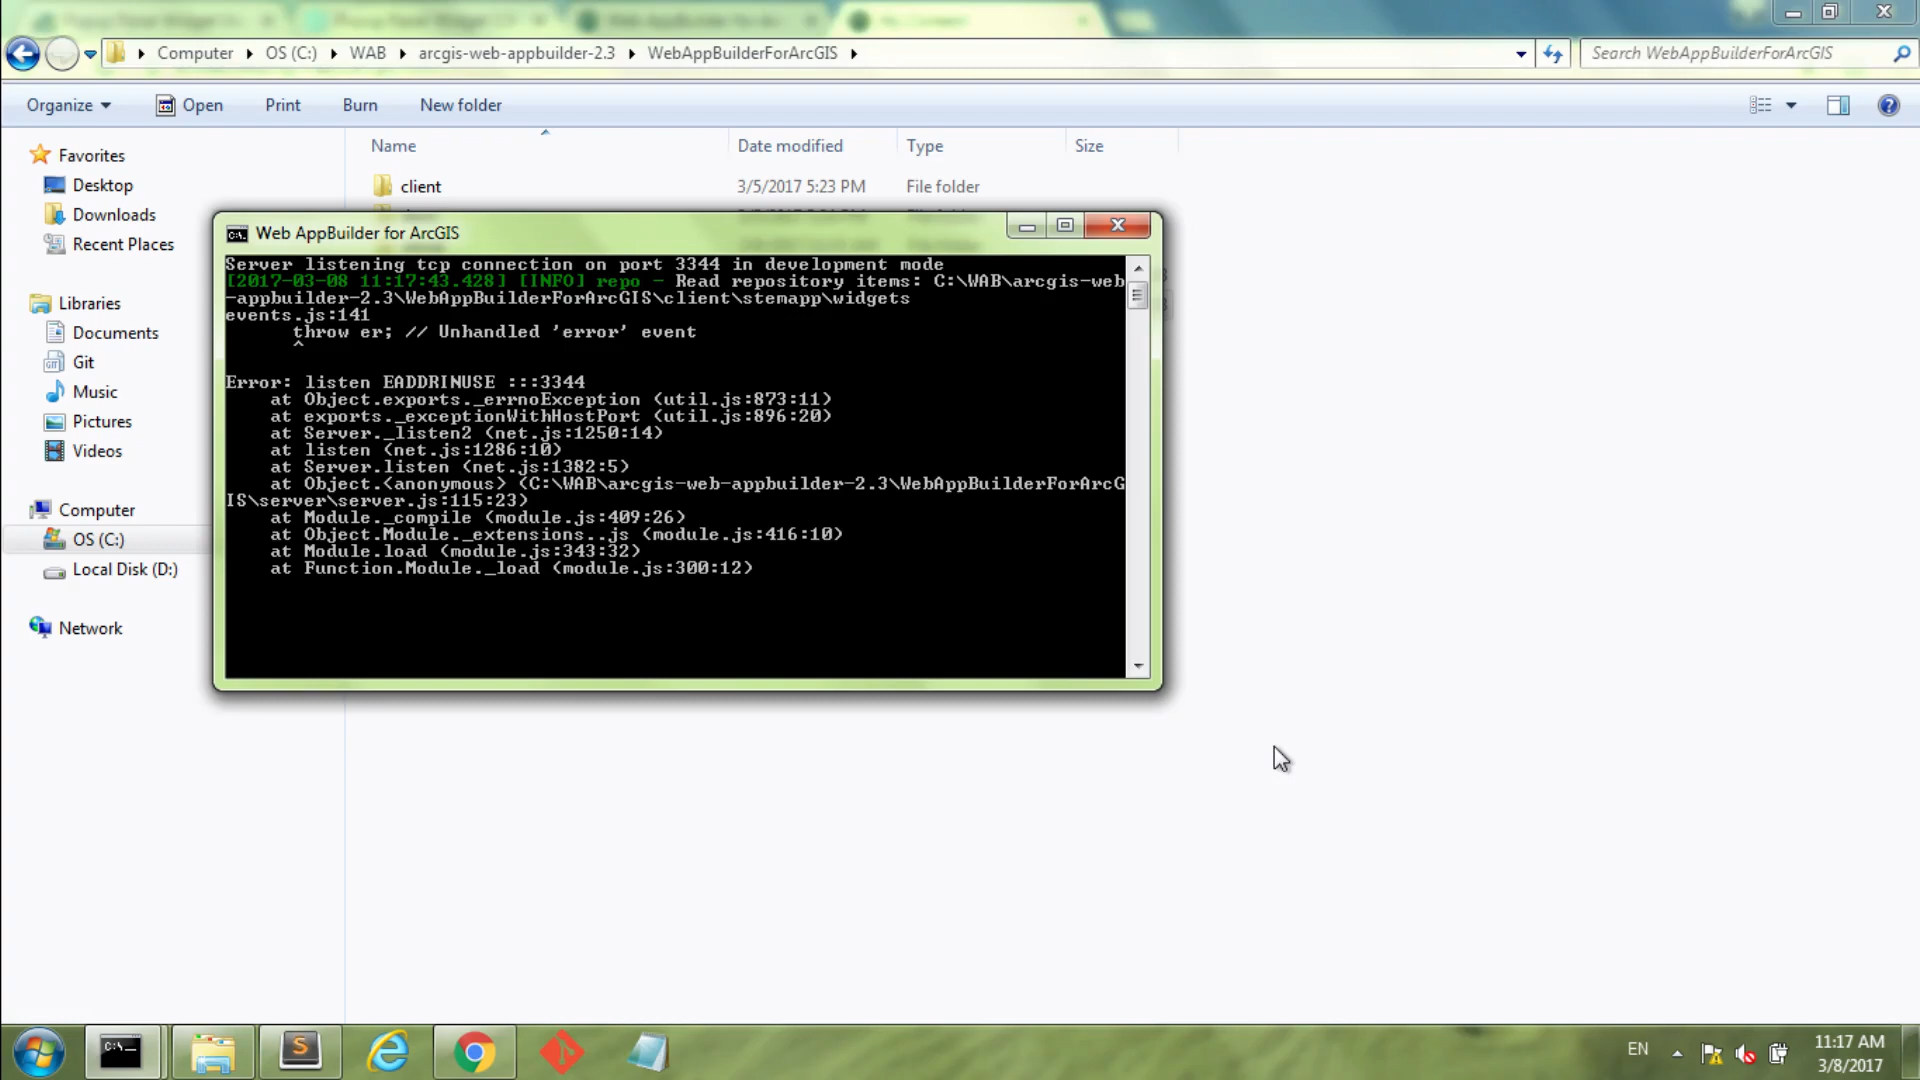 Computer OS (C:) WAB arcgis-web-appbuilder-2.3 WebAppBuilderForArcGIS
Search WebAppBuilderForArcGIS
Organize Open Print Burn New folder
Name Date modified Type Size
Favorites
Desktop
Downloads
Recent Places
Libraries
Documents
Git
Music
Pictures
Videos
Computer
OS (C:)
Local Disk (D:)
Network
client 3/5/2017 5:23 PM File folder
Web AppBuilder for ArcGIS
Server listening tcp connection on port 3344 in development mode
[2017-03-08 11:17:43.428] [INFO] repo - Read repository items: C:\WAB\arcgis-web
-appbuilder-2.3\WebAppBuilderForArcGIS\client\stemapp\widgets
events.js:141
throw er; // Unhandled 'error' event
^
Error: listen EADDRINUSE :::3344
at Object.exports._errnoException (util.js:873:11)
at exports._exceptionWithHostPort (util.js:896:20)
at Server._listen2 (net.js:1250:14)
at listen (net.js:1286:10)
at Server.listen (net.js:1382:5)
at Object.<anonymous> (C:\WAB\arcgis-web-appbuilder-2.3\WebAppBuilderForArcG
IS\server\server.js:115:23)
at Module._compile (module.js:409:26)
at Object.Module._extensions..js (module.js:416:10)
at Module.load (module.js:343:32)
at Function.Module._load (module.js:300:12)
EN
11:17 AM
3/8/2017